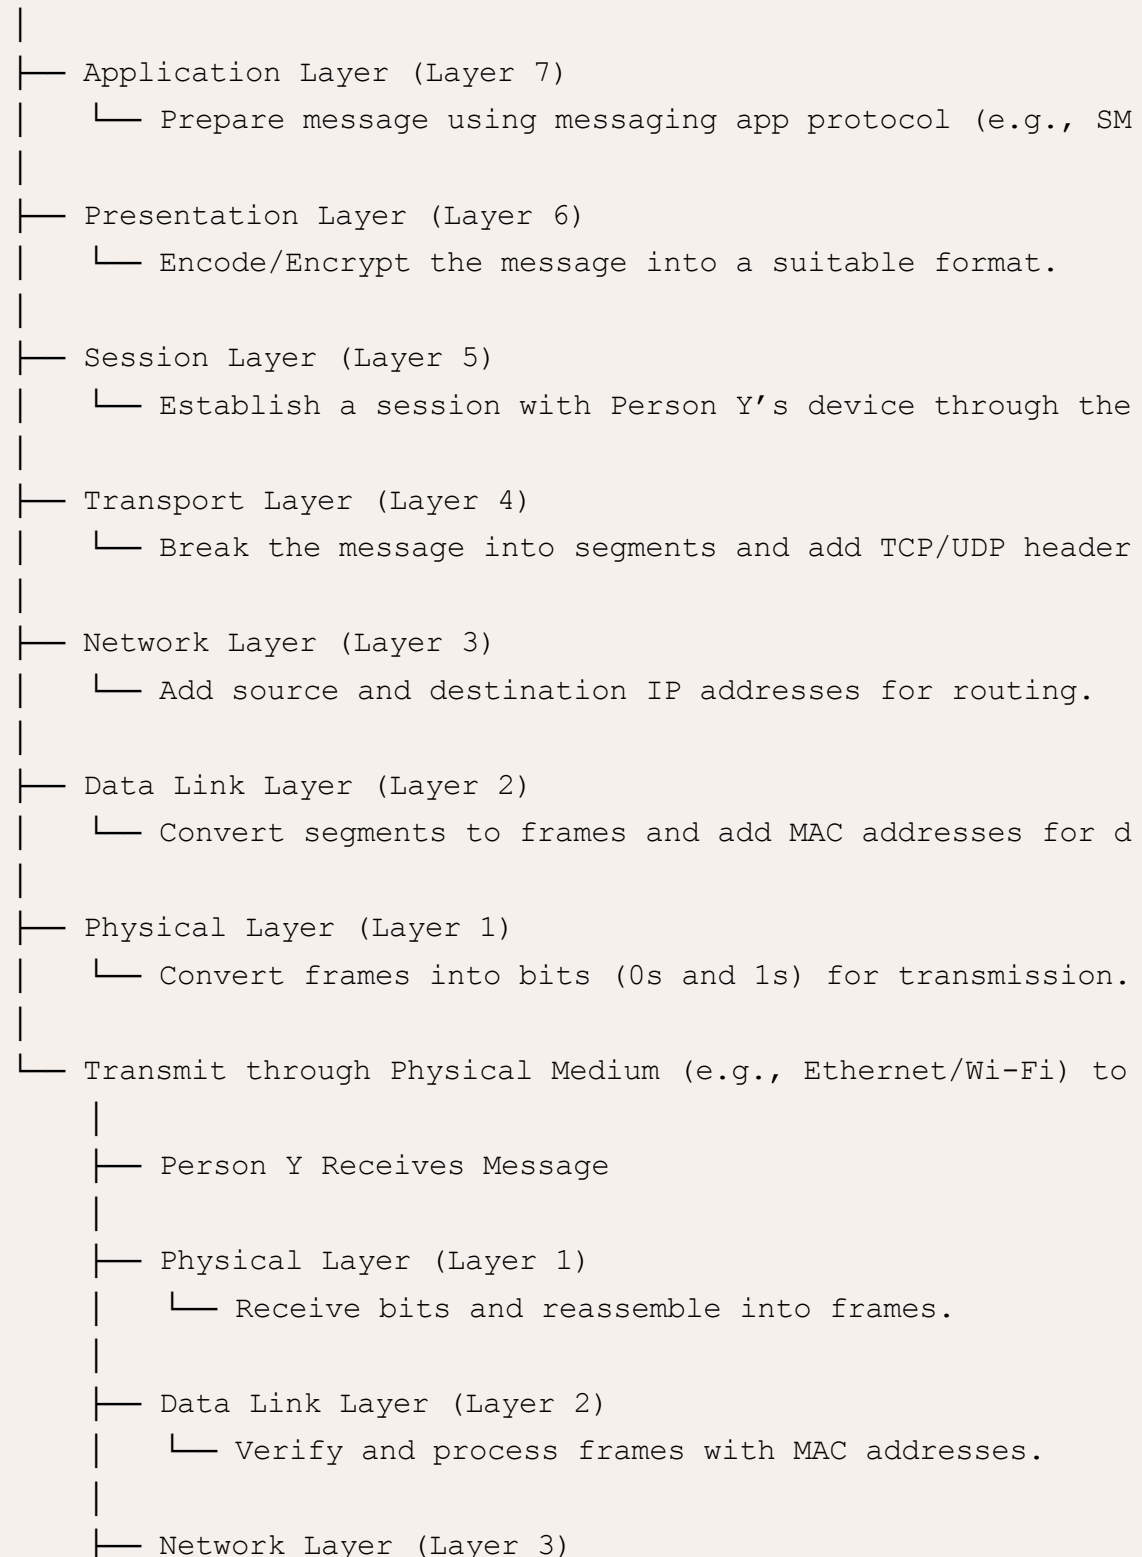 │
├── Application Layer (Layer 7)
│   └── Prepare message using messaging app protocol (e.g., SM
│
├── Presentation Layer (Layer 6)
│   └── Encode/Encrypt the message into a suitable format.
│
├── Session Layer (Layer 5)
│   └── Establish a session with Person Y’s device through the
│
├── Transport Layer (Layer 4)
│   └── Break the message into segments and add TCP/UDP header
│
├── Network Layer (Layer 3)
│   └── Add source and destination IP addresses for routing.
│
├── Data Link Layer (Layer 2)
│   └── Convert segments to frames and add MAC addresses for d
│
├── Physical Layer (Layer 1)
│   └── Convert frames into bits (0s and 1s) for transmission.
│
└── Transmit through Physical Medium (e.g., Ethernet/Wi-Fi) to
    │
    ├── Person Y Receives Message
    │
    ├── Physical Layer (Layer 1)
    │   └── Receive bits and reassemble into frames.
    │
    ├── Data Link Layer (Layer 2)
    │   └── Verify and process frames with MAC addresses.
    │
    ├── Network Layer (Layer 3)